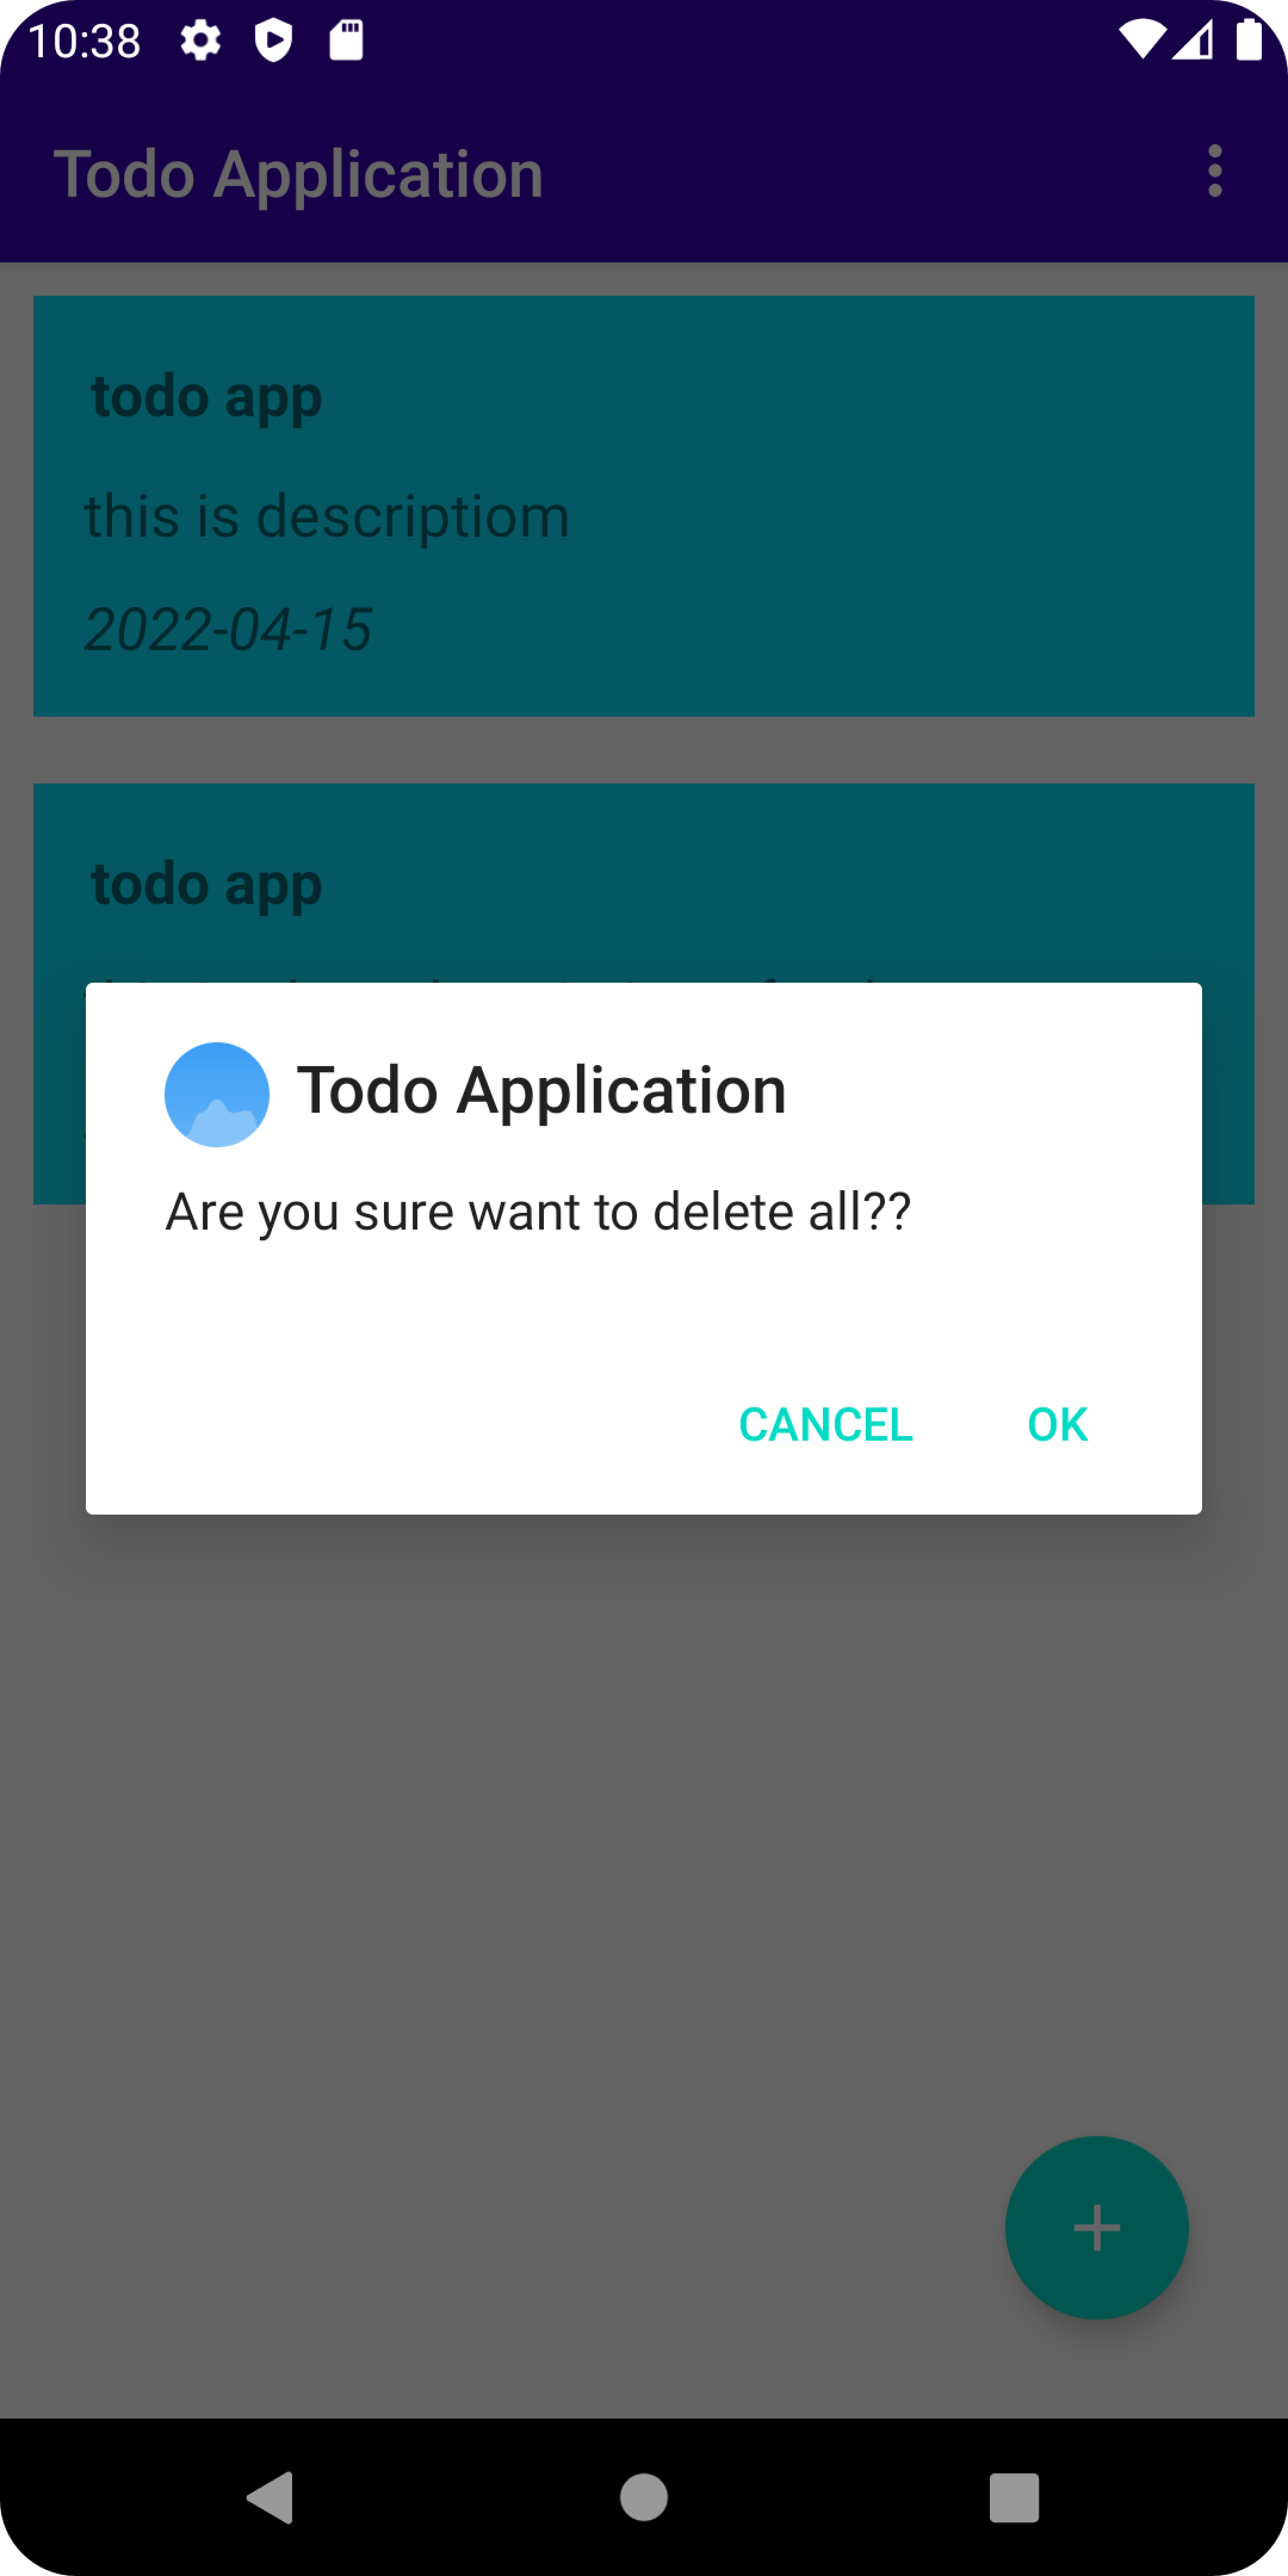 10:38
Todo Application
todo app
this is descriptiom
2022-04-15
todo app
Todo Application
Are you sure want to delete all??
CANCEL OK